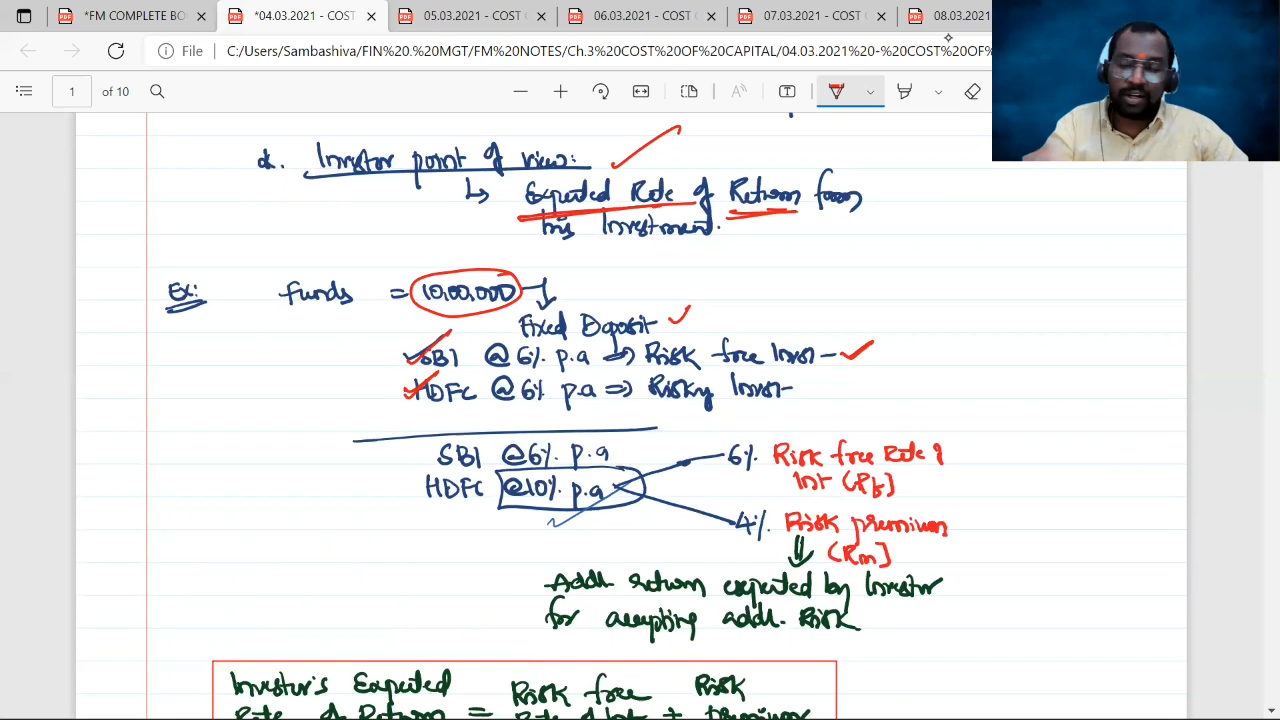 *FM COMPLETE BO
*04.03.2021 - COST C
05.03.2021 - COST C
06.03.2021 - COST C
07.03.2021 - COST C
08.03.2021
File C:/Users/Sambashiva/FIN%20.%20MGT/FM%20NOTES/Ch.3%20COST%20OF%20CAPITAL/04.03.2021%20-%20COST%20OF%
1 of 10
Investor point of view:
Expected Rate of Return from
his Investment.
Ex: Funds = 10,00,000
Fixed Deposit
SBI @ 6% p.a ⇒ Risk free Invst -
HDFC @ 6% p.a ⇒ Risky Invst -
SBI @6% p.a
HDFC @10% p.a
6% Risk free Rate of
Int (Rf)
4% Risk premium
(Rm)
Addl. return expected by Investor
for accepting addl. Risk
Investor's Expected Risk free Risk
Rate of Return = Rate of Int + Premium